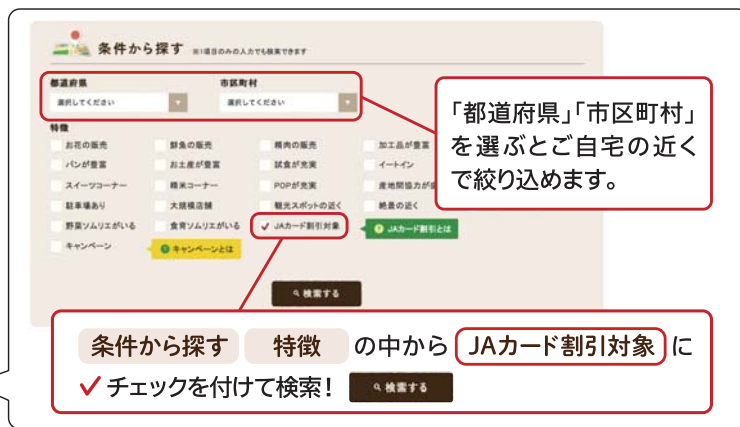 条件から探す ※1項目のみの入力でも検索できます
都道府県 市区町村
選択してください 選択してください
特徴
お花の販売 鮮魚の販売 精肉の販売 加工品が豊富
パンが豊富 お土産が豊富 試食が充実 イートイン
スイーツコーナー 精米コーナー POPが充実 産地間協力が
駐車場あり 大規模店舗 観光スポットの近く 絶景の近く
野菜ソムリエがいる 食育ソムリエがいる ✓ JAカード割引対象 ? JAカード割引とは
キャンペーン ? キャンペーンとは
検索する
「都道府県」「市区町村」
を選ぶとご自宅の近く
で絞り込めます。
条件から探す 特徴 の中から JAカード割引対象 に
✓ チェックを付けて検索! 検索する